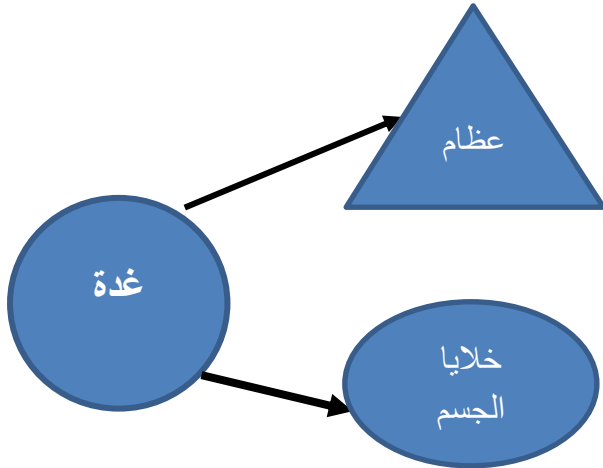 عظام
غدة
خلايا
الجسم